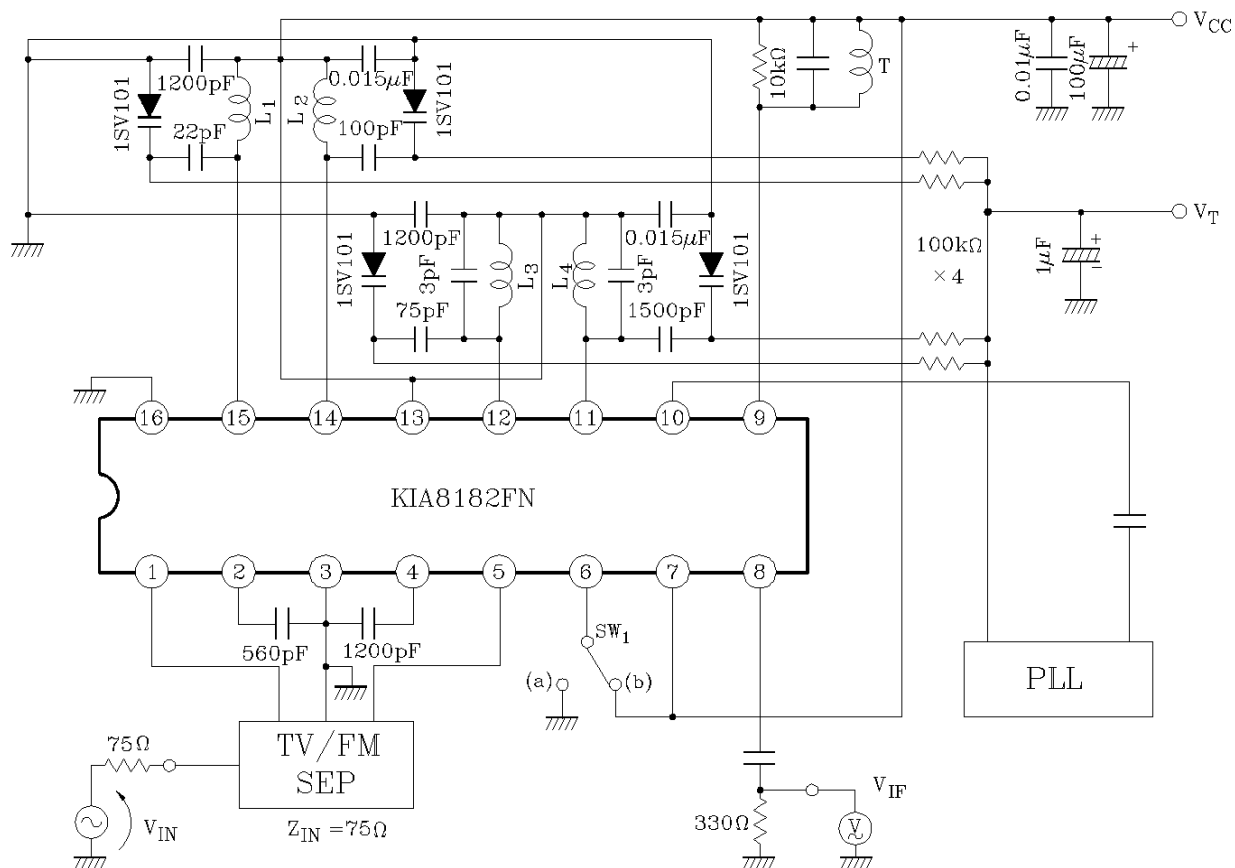 V_CC
1200pF
0.015μF
1SV101
L1
L2
22pF
100pF
1SV101
10kΩ
T
0.01μF
100μF
+
V_T
1200pF
0.015μF
1SV101
3pF
L3
L4
3pF
1SV101
75pF
1500pF
100kΩ
×4
1μF
+
−
16
15
14
13
12
11
10
9
KIA8182FN
1
2
3
4
5
6
7
8
560pF
1200pF
SW1
(a)
(b)
PLL
75Ω
TV/FM
SEP
V_IN
Z_IN =75Ω
330Ω
V_IF
V